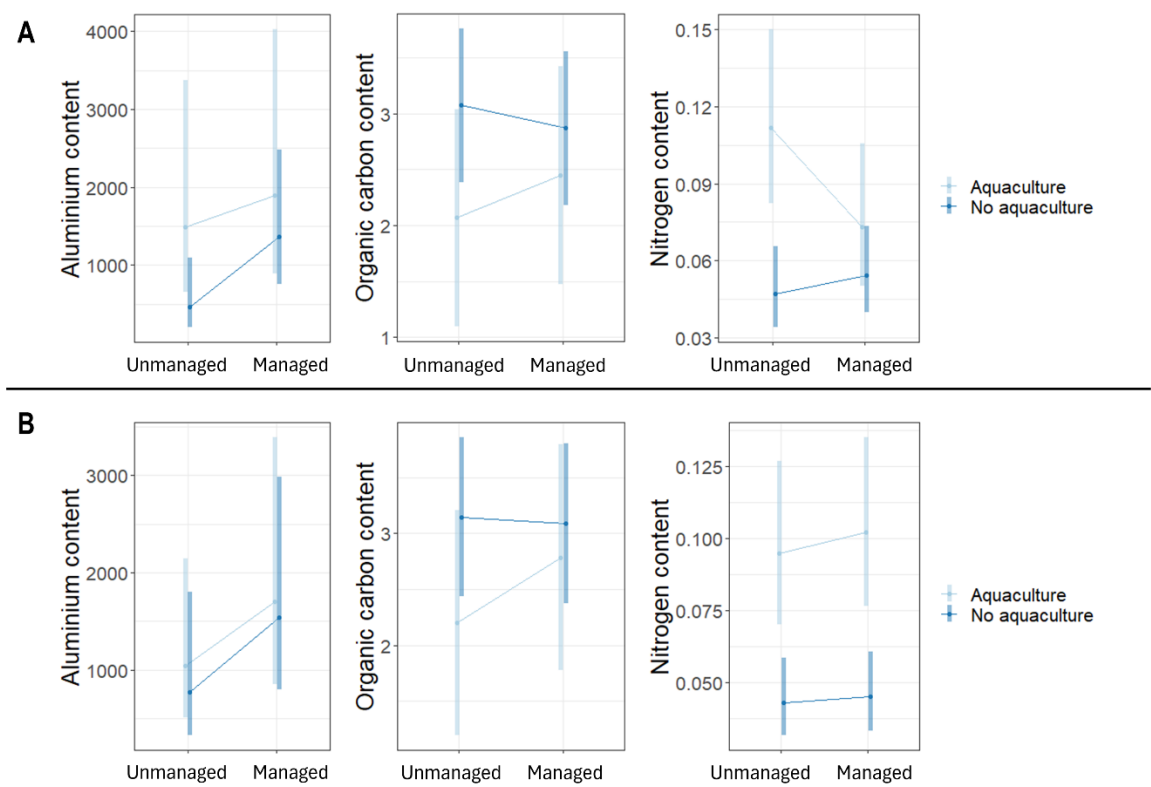 A
Aluminium content
4000
3000
2000
1000
Unmanaged Managed
Organic carbon content
3
2
1
Unmanaged Managed
Nitrogen content
0.15
0.12
0.09
0.06
0.03
Unmanaged Managed
Aquaculture
No aquaculture
B
Aluminium content
3000
2000
1000
Unmanaged Managed
Organic carbon content
3
2
Unmanaged Managed
Nitrogen content
0.125
0.100
0.075
0.050
Unmanaged Managed
Aquaculture
No aquaculture